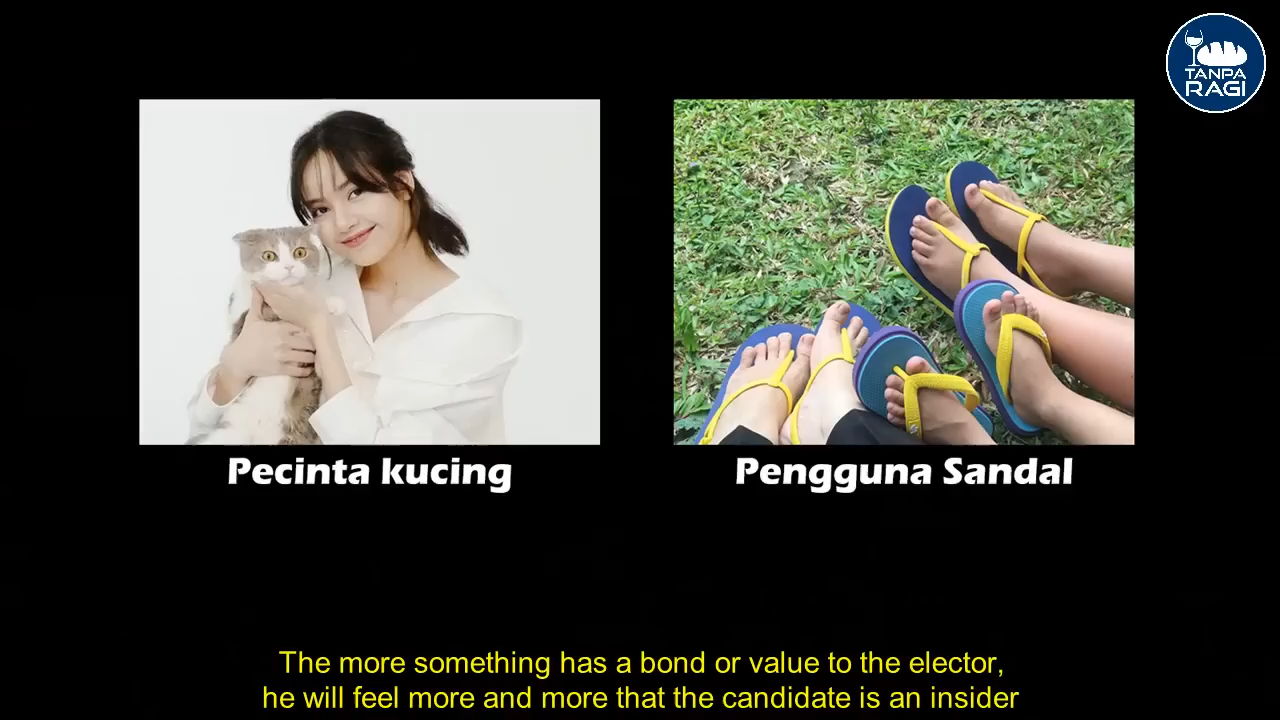 TANPA
RAGI
Pecinta kucing
Pengguna Sandal
The more something has a bond or value to the elector,
he will feel more and more that the candidate is an insider